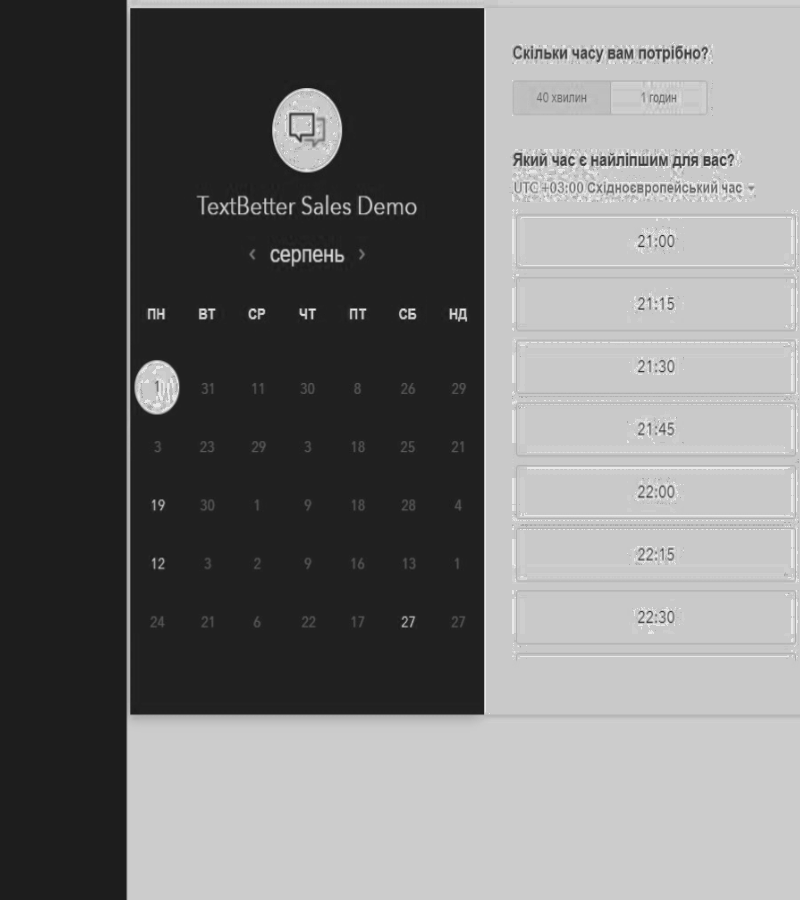 TextBetter Sales Demo
‹ серпень ›
ПН ВТ СР ЧТ ПТ СБ НД
1 31 11 30 8 26 29
3 23 29 3 18 25 21
19 30 1 9 18 28 4
12 3 2 9 16 13 1
24 21 6 22 17 27 27
Скільки часу вам потрібно?
40 хвилин 1 годин
Який час є найліпшим для вас?
UTC +03:00 Східноєвропейський час
21:00
21:15
21:30
21:45
22:00
22:15
22:30